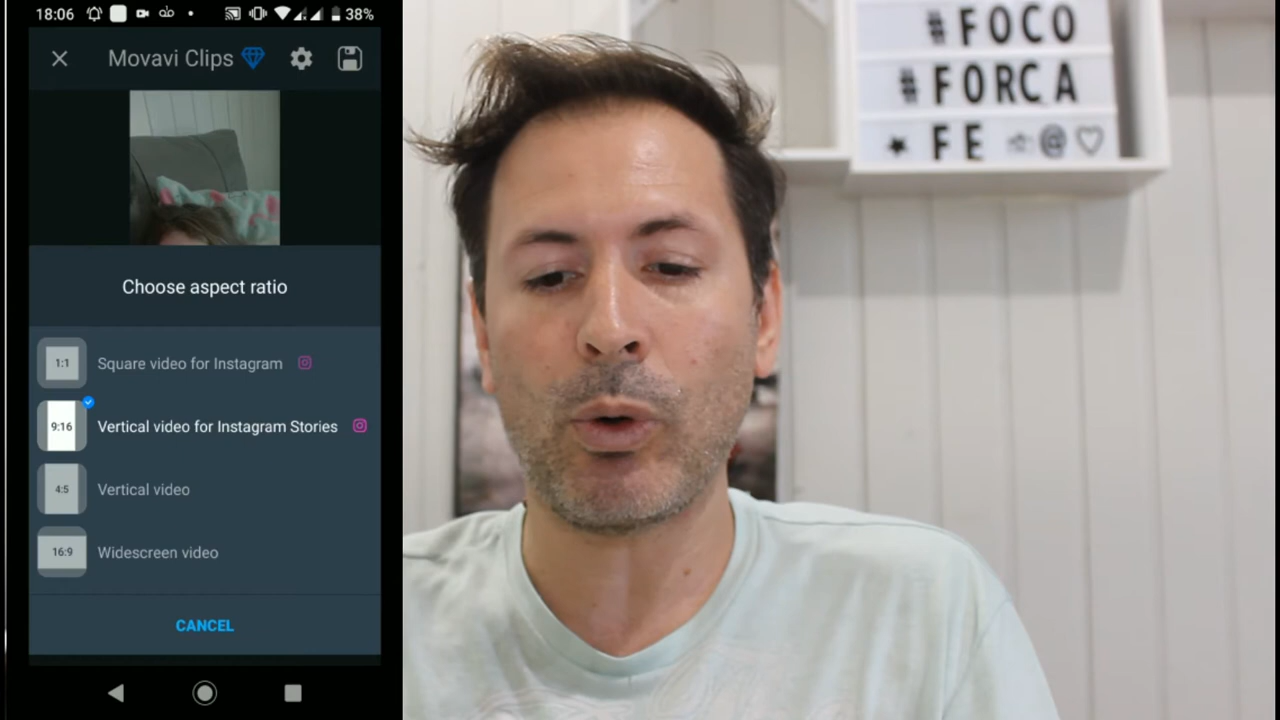 18:06 38%
Movavi Clips
Choose aspect ratio
1:1 Square video for Instagram
9:16 Vertical video for Instagram Stories
4:5 Vertical video
16:9 Widescreen video
CANCEL
#FOCO
#FORCA
★ FE ☆ @ ♡